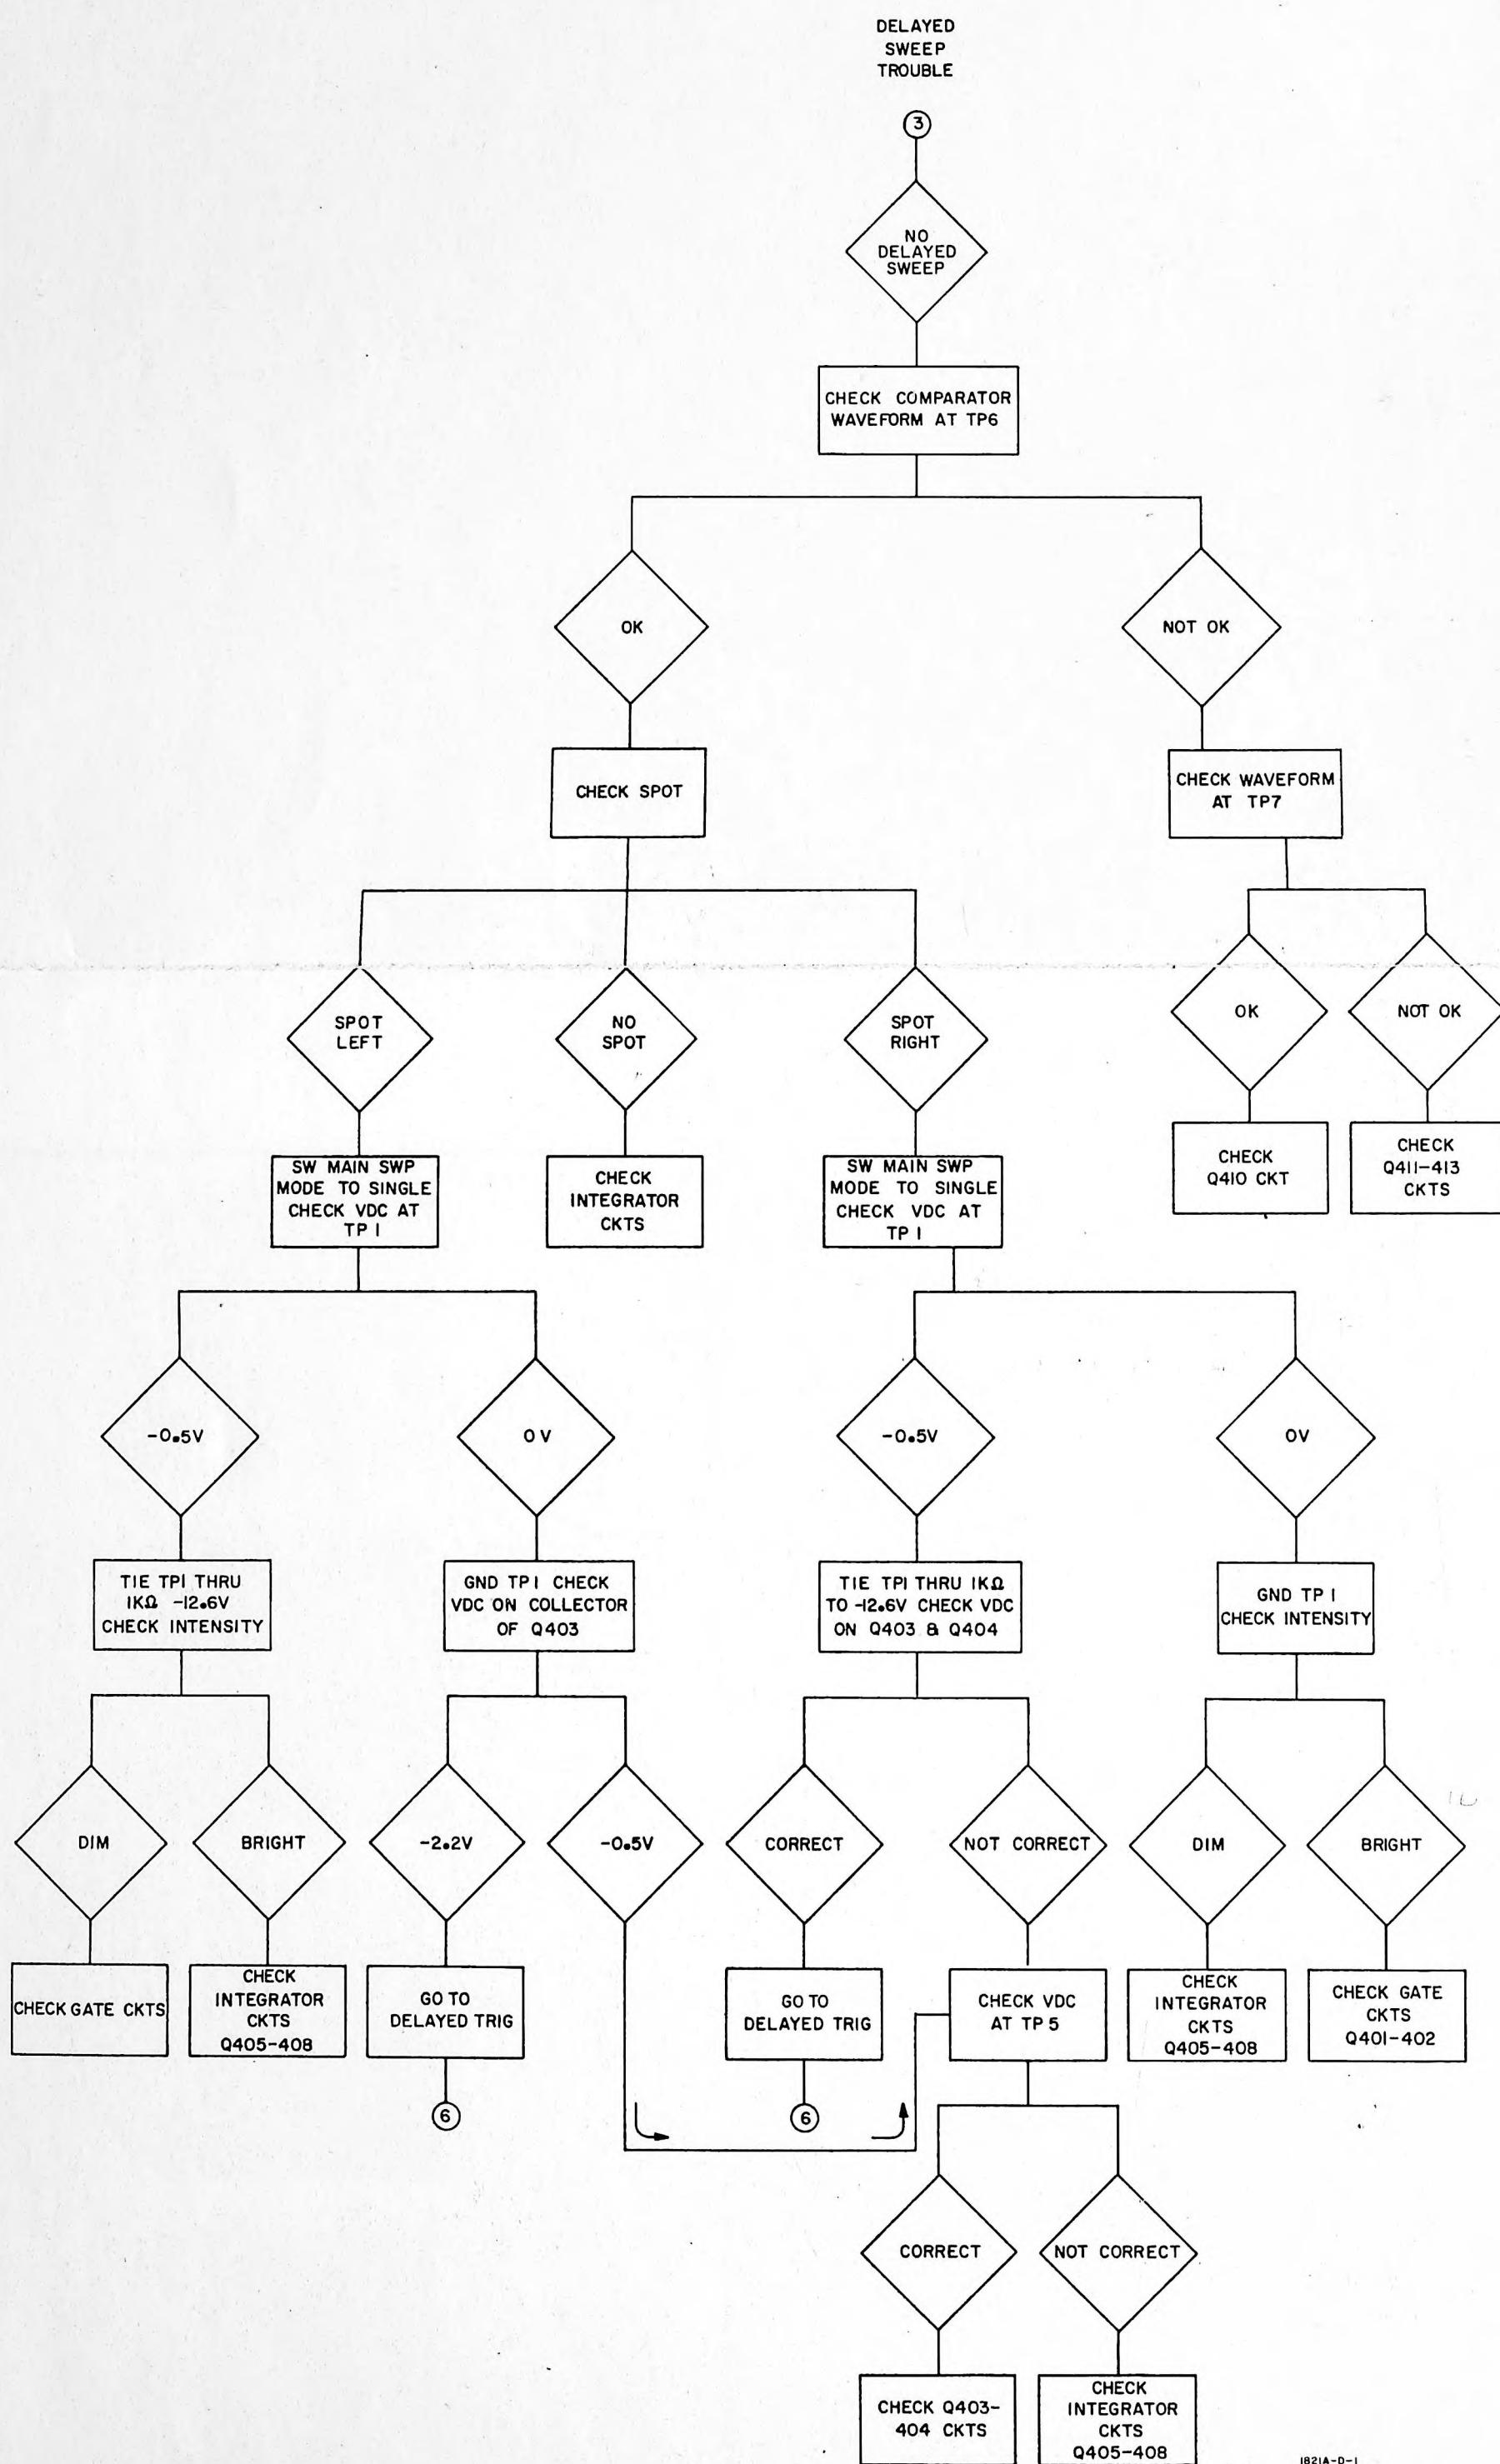 DELAYED
SWEEP
TROUBLE
3
NO
DELAYED
SWEEP
CHECK COMPARATOR
WAVEFORM AT TP6
OK
NOT OK
CHECK SPOT
CHECK WAVEFORM
AT TP7
SPOT
LEFT
NO
SPOT
SPOT
RIGHT
OK
NOT OK
SW MAIN SWP
MODE TO SINGLE
CHECK VDC AT
TP 1
CHECK
INTEGRATOR
CKTS
SW MAIN SWP
MODE TO SINGLE
CHECK VDC AT
TP 1
CHECK
Q410 CKT
CHECK
Q411-413
CKTS
-0.5V
0 V
-0.5V
0V
TIE TP1 THRU
1KΩ -12.6V
CHECK INTENSITY
GND TP1 CHECK
VDC ON COLLECTOR
OF Q403
TIE TP1 THRU 1KΩ
TO -12.6V CHECK VDC
ON Q403 & Q404
GND TP 1
CHECK INTENSITY
DIM
BRIGHT
-2.2V
-0.5V
CORRECT
NOT CORRECT
DIM
BRIGHT
CHECK GATE CKTS
CHECK
INTEGRATOR
CKTS
Q405-408
GO TO
DELAYED TRIG
GO TO
DELAYED TRIG
CHECK VDC
AT TP 5
CHECK
INTEGRATOR
CKTS
Q405-408
CHECK GATE
CKTS
Q401-402
6
6
CORRECT
NOT CORRECT
CHECK Q403-
404 CKTS
CHECK
INTEGRATOR
CKTS
Q405-408
1821A-D-1